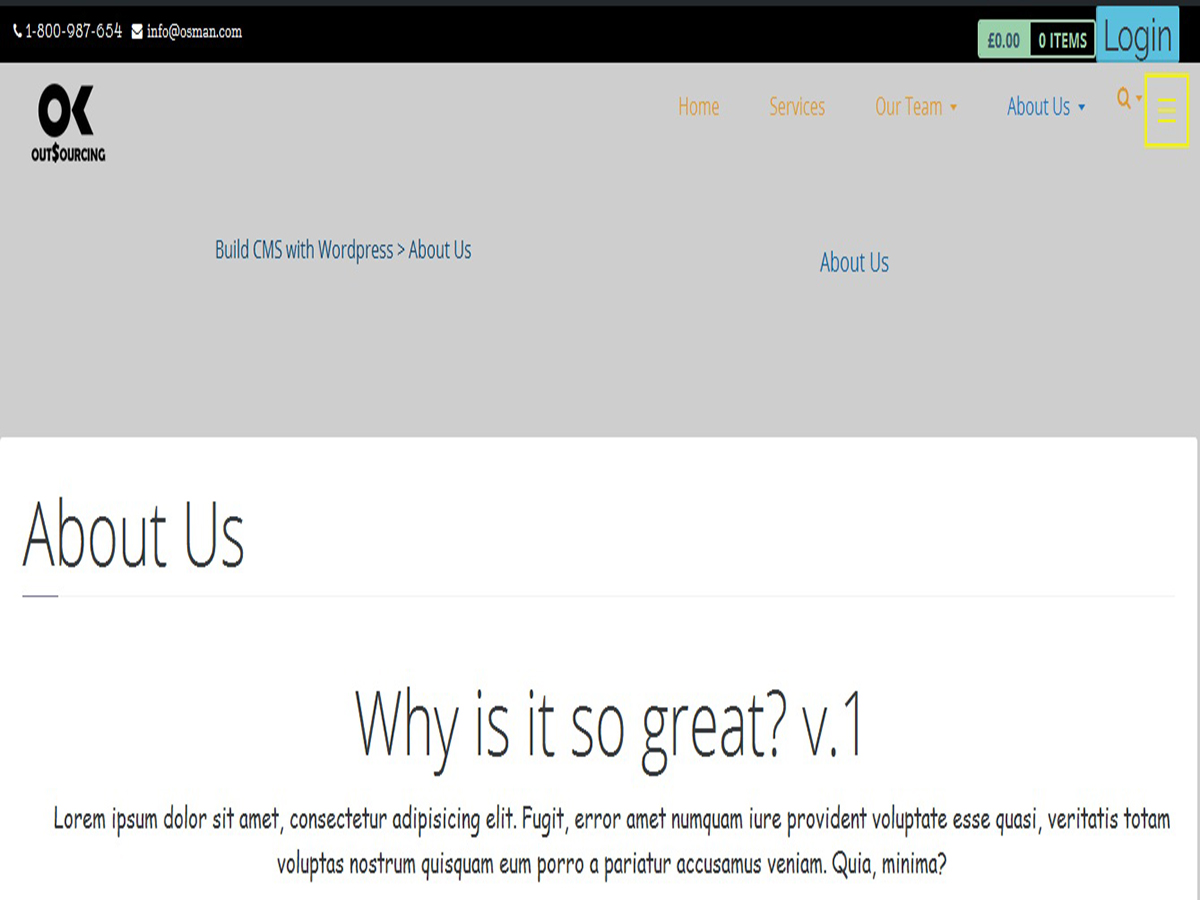 1-800-987-654 info@osman.com
£0.00 0 ITEMS Login
OK
OUT$OURCING
Home Services Our Team About Us
Build CMS with Wordpress > About Us
About Us
About Us
Why is it so great? v.1
Lorem ipsum dolor sit amet, consectetur adipisicing elit. Fugit, error amet numquam iure provident voluptate esse quasi, veritatis totam
voluptas nostrum quisquam eum porro a pariatur accusamus veniam. Quia, minima?